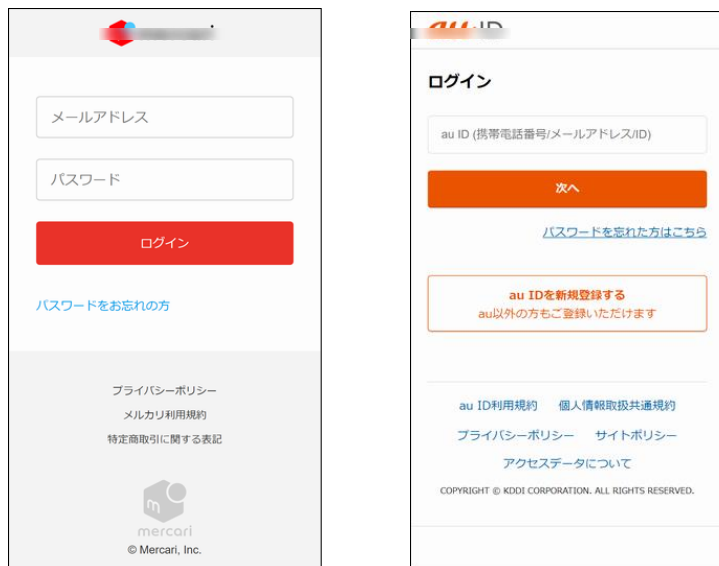 メールアドレス
パスワード
ログイン
パスワードをお忘れの方
プライバシーポリシー
メルカリ利用規約
特定商取引に関する表記
m
mercari
© Mercari, Inc.
au ID
ログイン
au ID (携帯電話番号/メールアドレス/ID)
次へ
パスワードを忘れた方はこちら
au IDを新規登録する
au以外の方もご登録いただけます
au ID利用規約 個人情報取扱共通規約
プライバシーポリシー サイトポリシー
アクセスデータについて
COPYRIGHT © KDDI CORPORATION. ALL RIGHTS RESERVED.